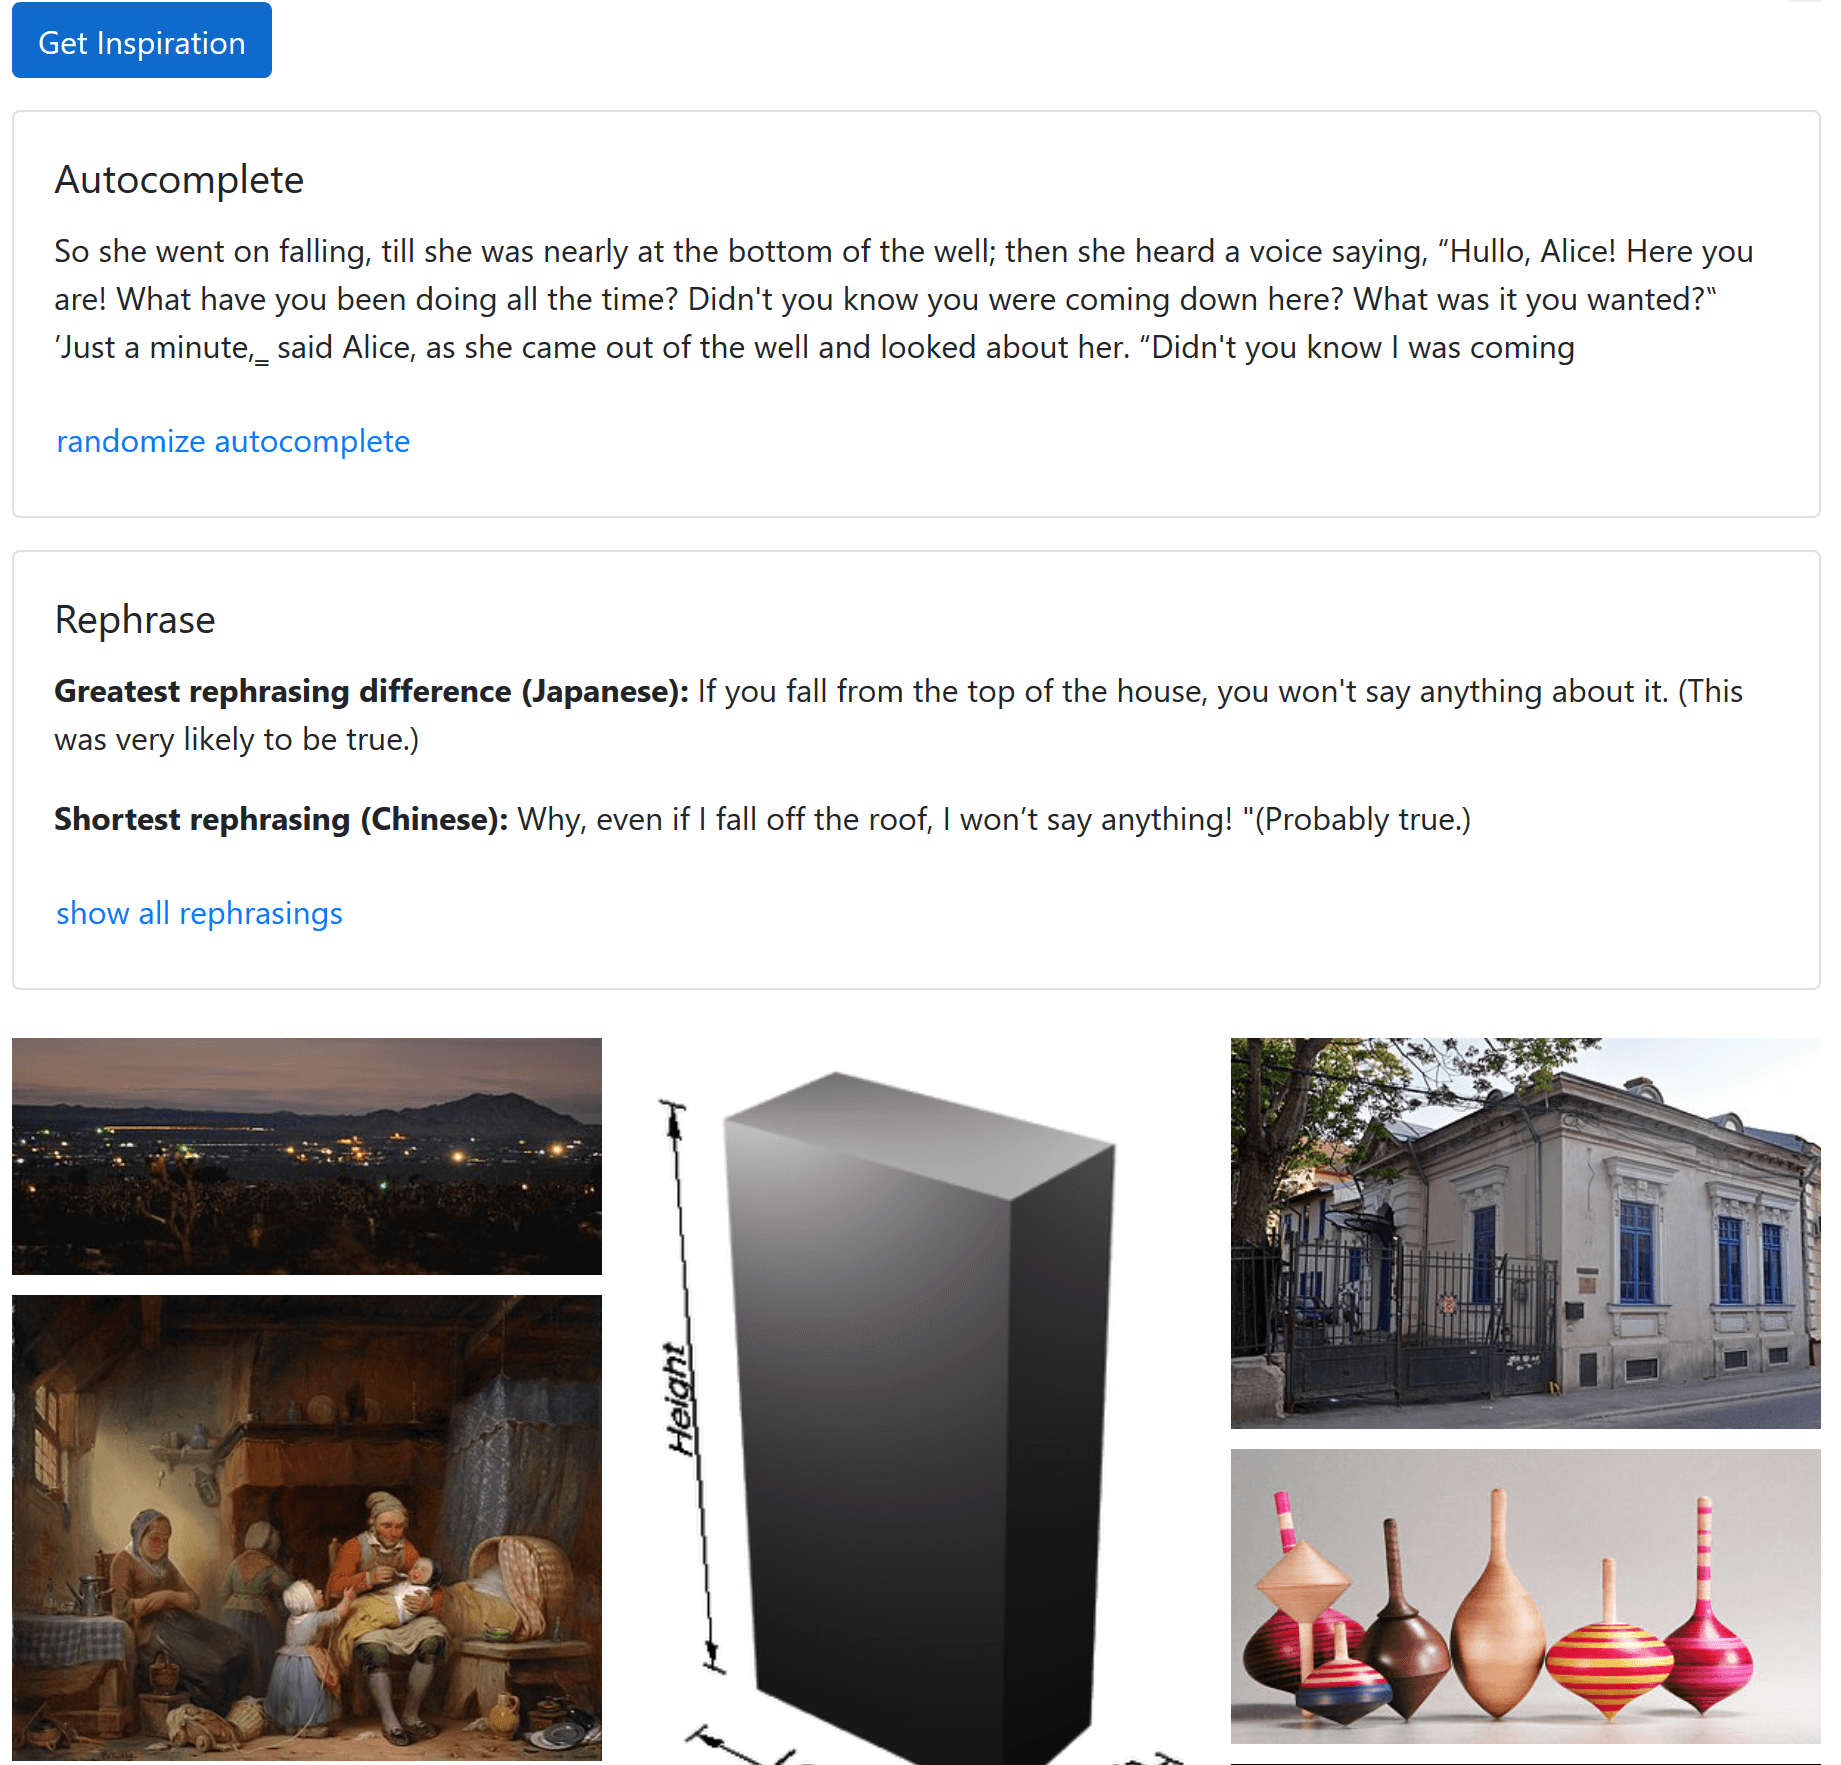 Get Inspiration
Autocomplete
So she went on falling, till she was nearly at the bottom of the well; then she heard a voice saying, “Hullo, Alice! Here you
are! What have you been doing all the time? Didn't you know you were coming down here? What was it you wanted?‟
‛Just a minute,‗ said Alice, as she came out of the well and looked about her. “Didn't you know I was coming
randomize autocomplete
Rephrase
Greatest rephrasing difference (Japanese): If you fall from the top of the house, you won't say anything about it. (This
was very likely to be true.)
Shortest rephrasing (Chinese): Why, even if I fall off the roof, I won’t say anything! "(Probably true.)
show all rephrasings
Height